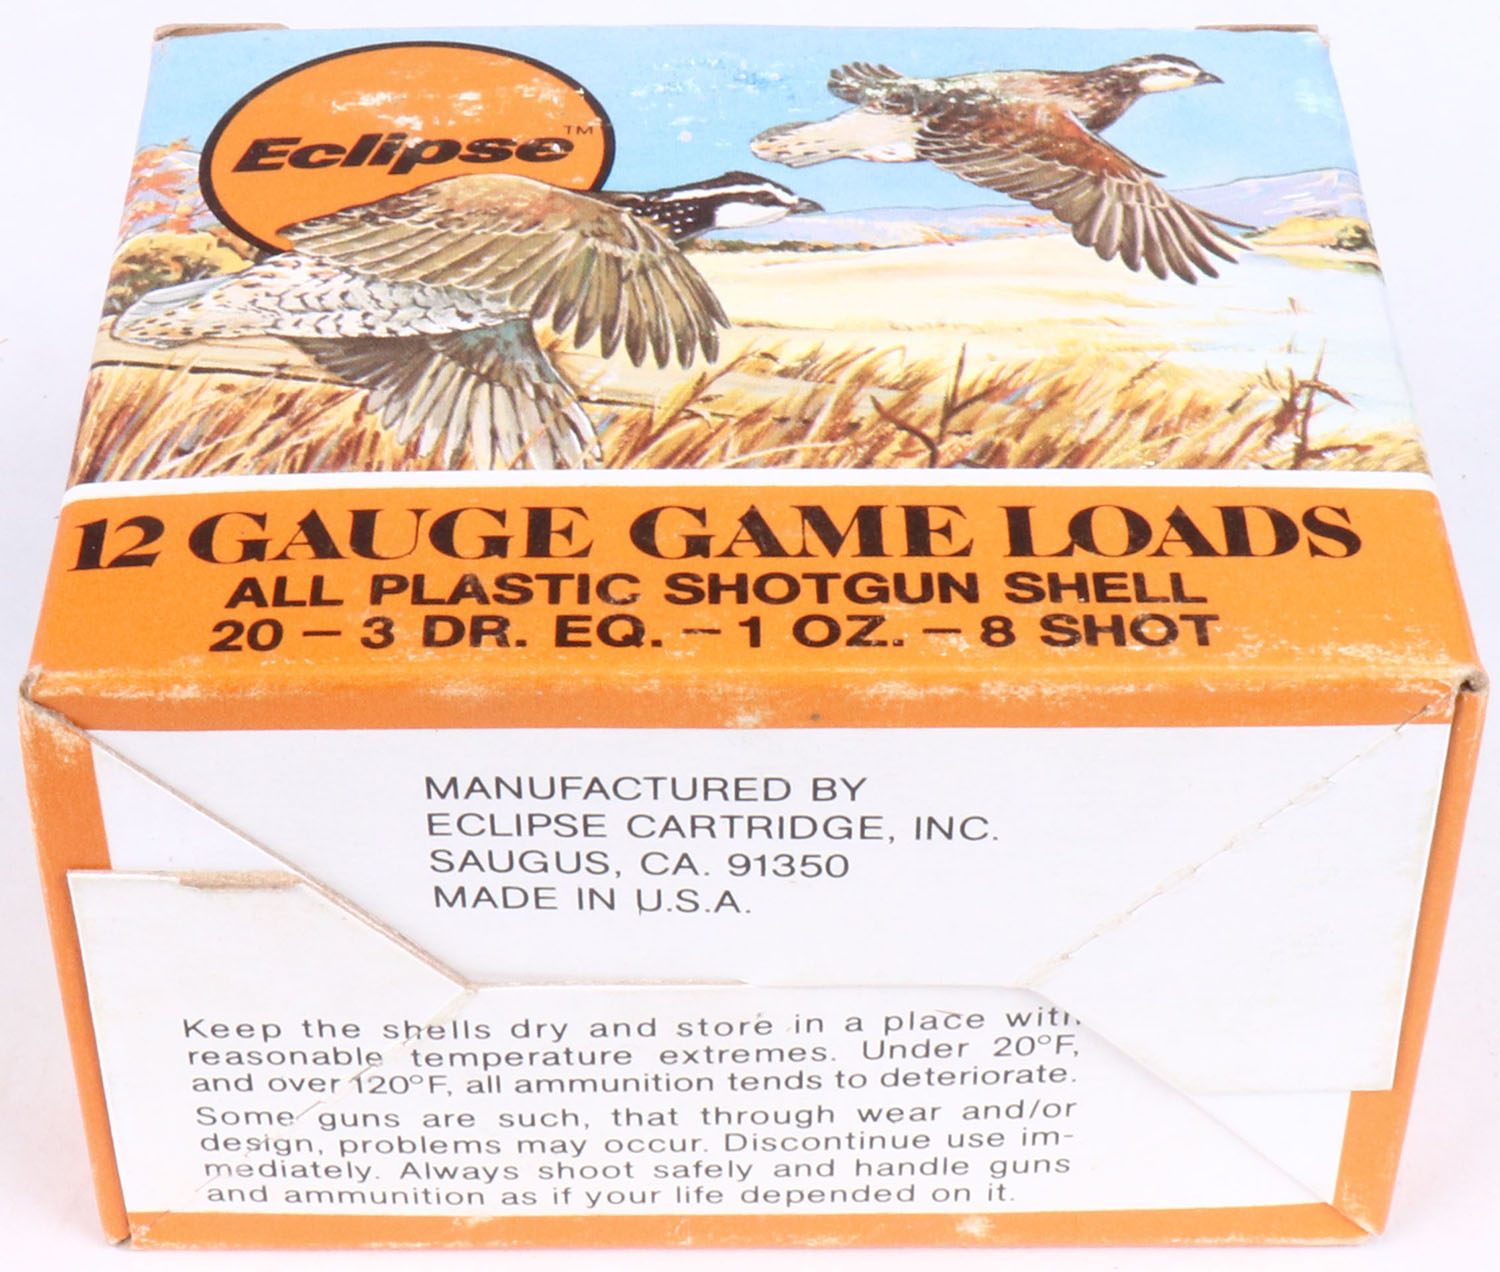 Eclipse™
12 GAUGE GAME LOADS
ALL PLASTIC SHOTGUN SHELL
20 – 3 DR. EQ. – 1 OZ. – 8 SHOT
MANUFACTURED BY
ECLIPSE CARTRIDGE, INC.
SAUGUS, CA. 91350
MADE IN U.S.A.
Keep the shells dry and store in a place with
reasonable temperature extremes. Under 20°F,
and over 120°F, all ammunition tends to deteriorate.
Some guns are such, that through wear and/or
design, problems may occur. Discontinue use im-
mediately. Always shoot safely and handle guns
and ammunition as if your life depended on it.